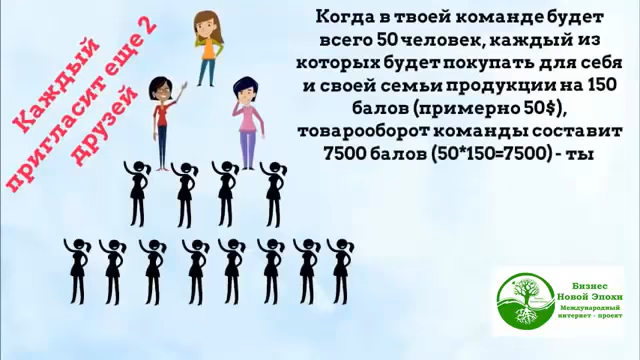 Каждый
пригласит еще 2
друзей
Когда в твоей команде будет
всего 50 человек, каждый из
которых будет покупать для себя
и своей семьи продукции на 150
балов (примерно 50$),
товарооборот команды составит
7500 балов (50*150=7500) - ты
Бизнес
Новой Эпохи
Международный
интернет - проект